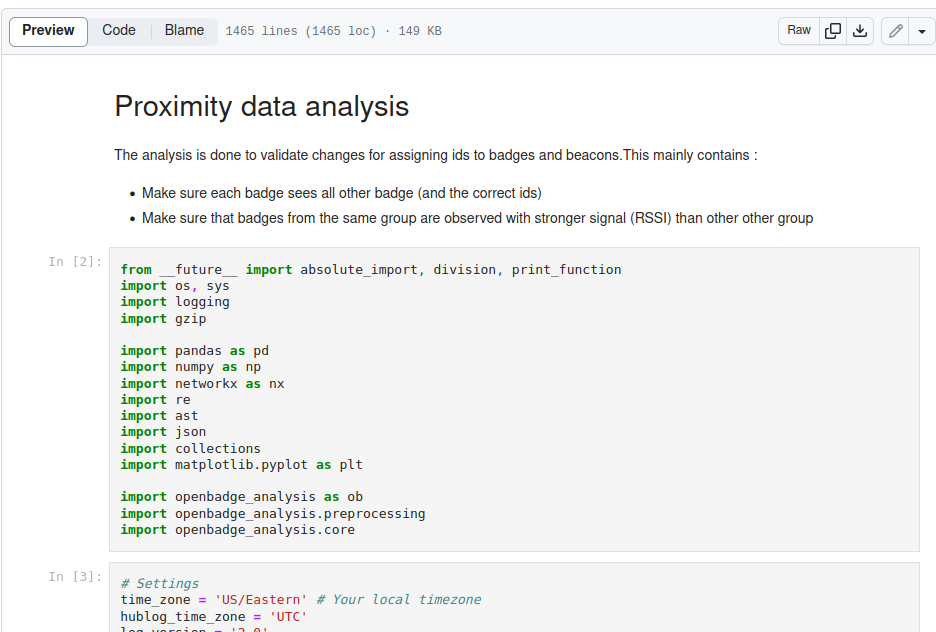 Preview Code Blame 1465 lines (1465 loc) · 149 KB Raw
Proximity data analysis
The analysis is done to validate changes for assigning ids to badges and beacons.This mainly contains :
• Make sure each badge sees all other badge (and the correct ids)
• Make sure that badges from the same group are observed with stronger signal (RSSI) than other other group
In [2]:
from __future__ import absolute_import, division, print_function
import os, sys
import logging
import gzip
import pandas as pd
import numpy as np
import networkx as nx
import re
import ast
import json
import collections
import matplotlib.pyplot as plt
import openbadge_analysis as ob
import openbadge_analysis.preprocessing
import openbadge_analysis.core
In [3]:
# Settings
time_zone = 'US/Eastern' # Your local timezone
hublog_time_zone = 'UTC'
log_version = '2.0'